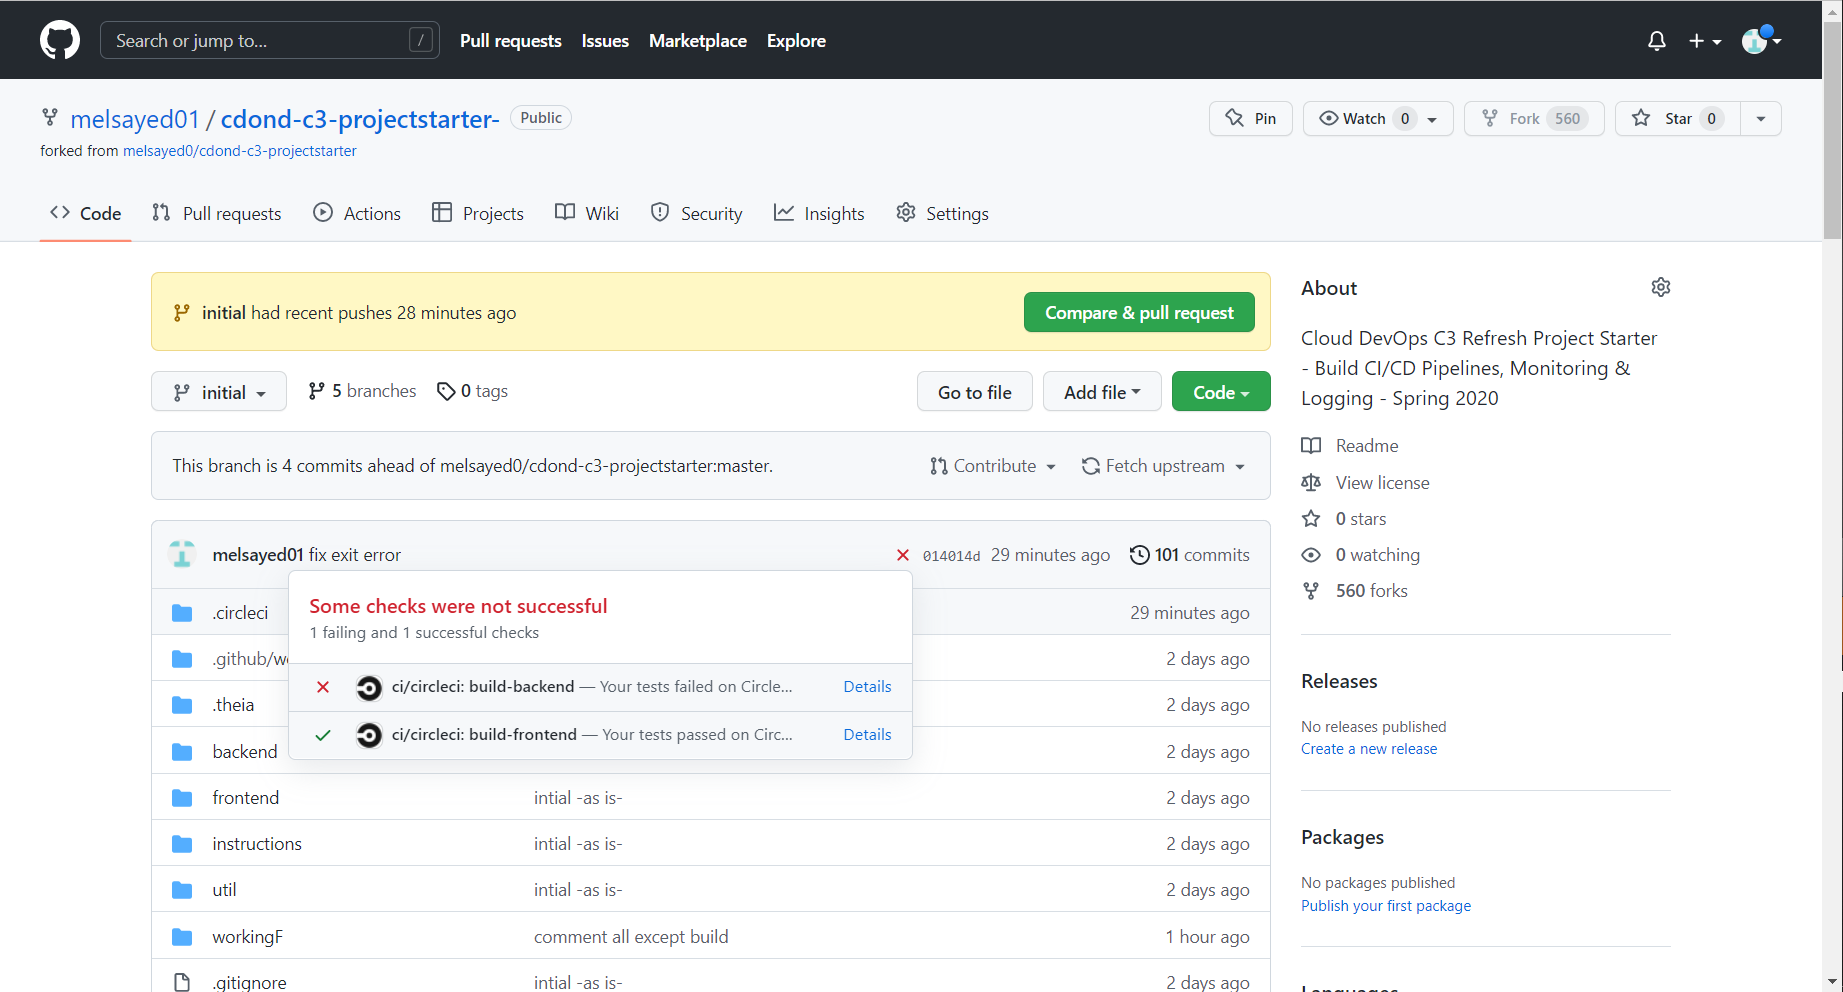 Search or jump to...
/
Pull requests Issues Marketplace Explore
melsayed01 / cdond-c3-projectstarter- Public
forked from melsayed0/cdond-c3-projectstarter
Pin
Watch 0
Fork 560
Star 0
Code
Pull requests
Actions
Projects
Wiki
Security
Insights
Settings
initial had recent pushes 28 minutes ago
Compare & pull request
initial
5 branches
0 tags
Go to file
Add file
Code
This branch is 4 commits ahead of melsayed0/cdond-c3-projectstarter:master.
Contribute
Fetch upstream
melsayed01 fix exit error
014014d 29 minutes ago
101 commits
Some checks were not successful
1 failing and 1 successful checks
ci/circleci: build-backend — Your tests failed on Circle... Details
ci/circleci: build-frontend — Your tests passed on Circ... Details
.circleci 29 minutes ago
.github/ 2 days ago
.theia 2 days ago
backend 2 days ago
frontend intial -as is- 2 days ago
instructions intial -as is- 2 days ago
util intial -as is- 2 days ago
workingF comment all except build 1 hour ago
.gitignore intial -as is- 2 days ago
About
Cloud DevOps C3 Refresh Project Starter
- Build CI/CD Pipelines, Monitoring &
Logging - Spring 2020
Readme
View license
0 stars
0 watching
560 forks
Releases
No releases published
Create a new release
Packages
No packages published
Publish your first package
Languages